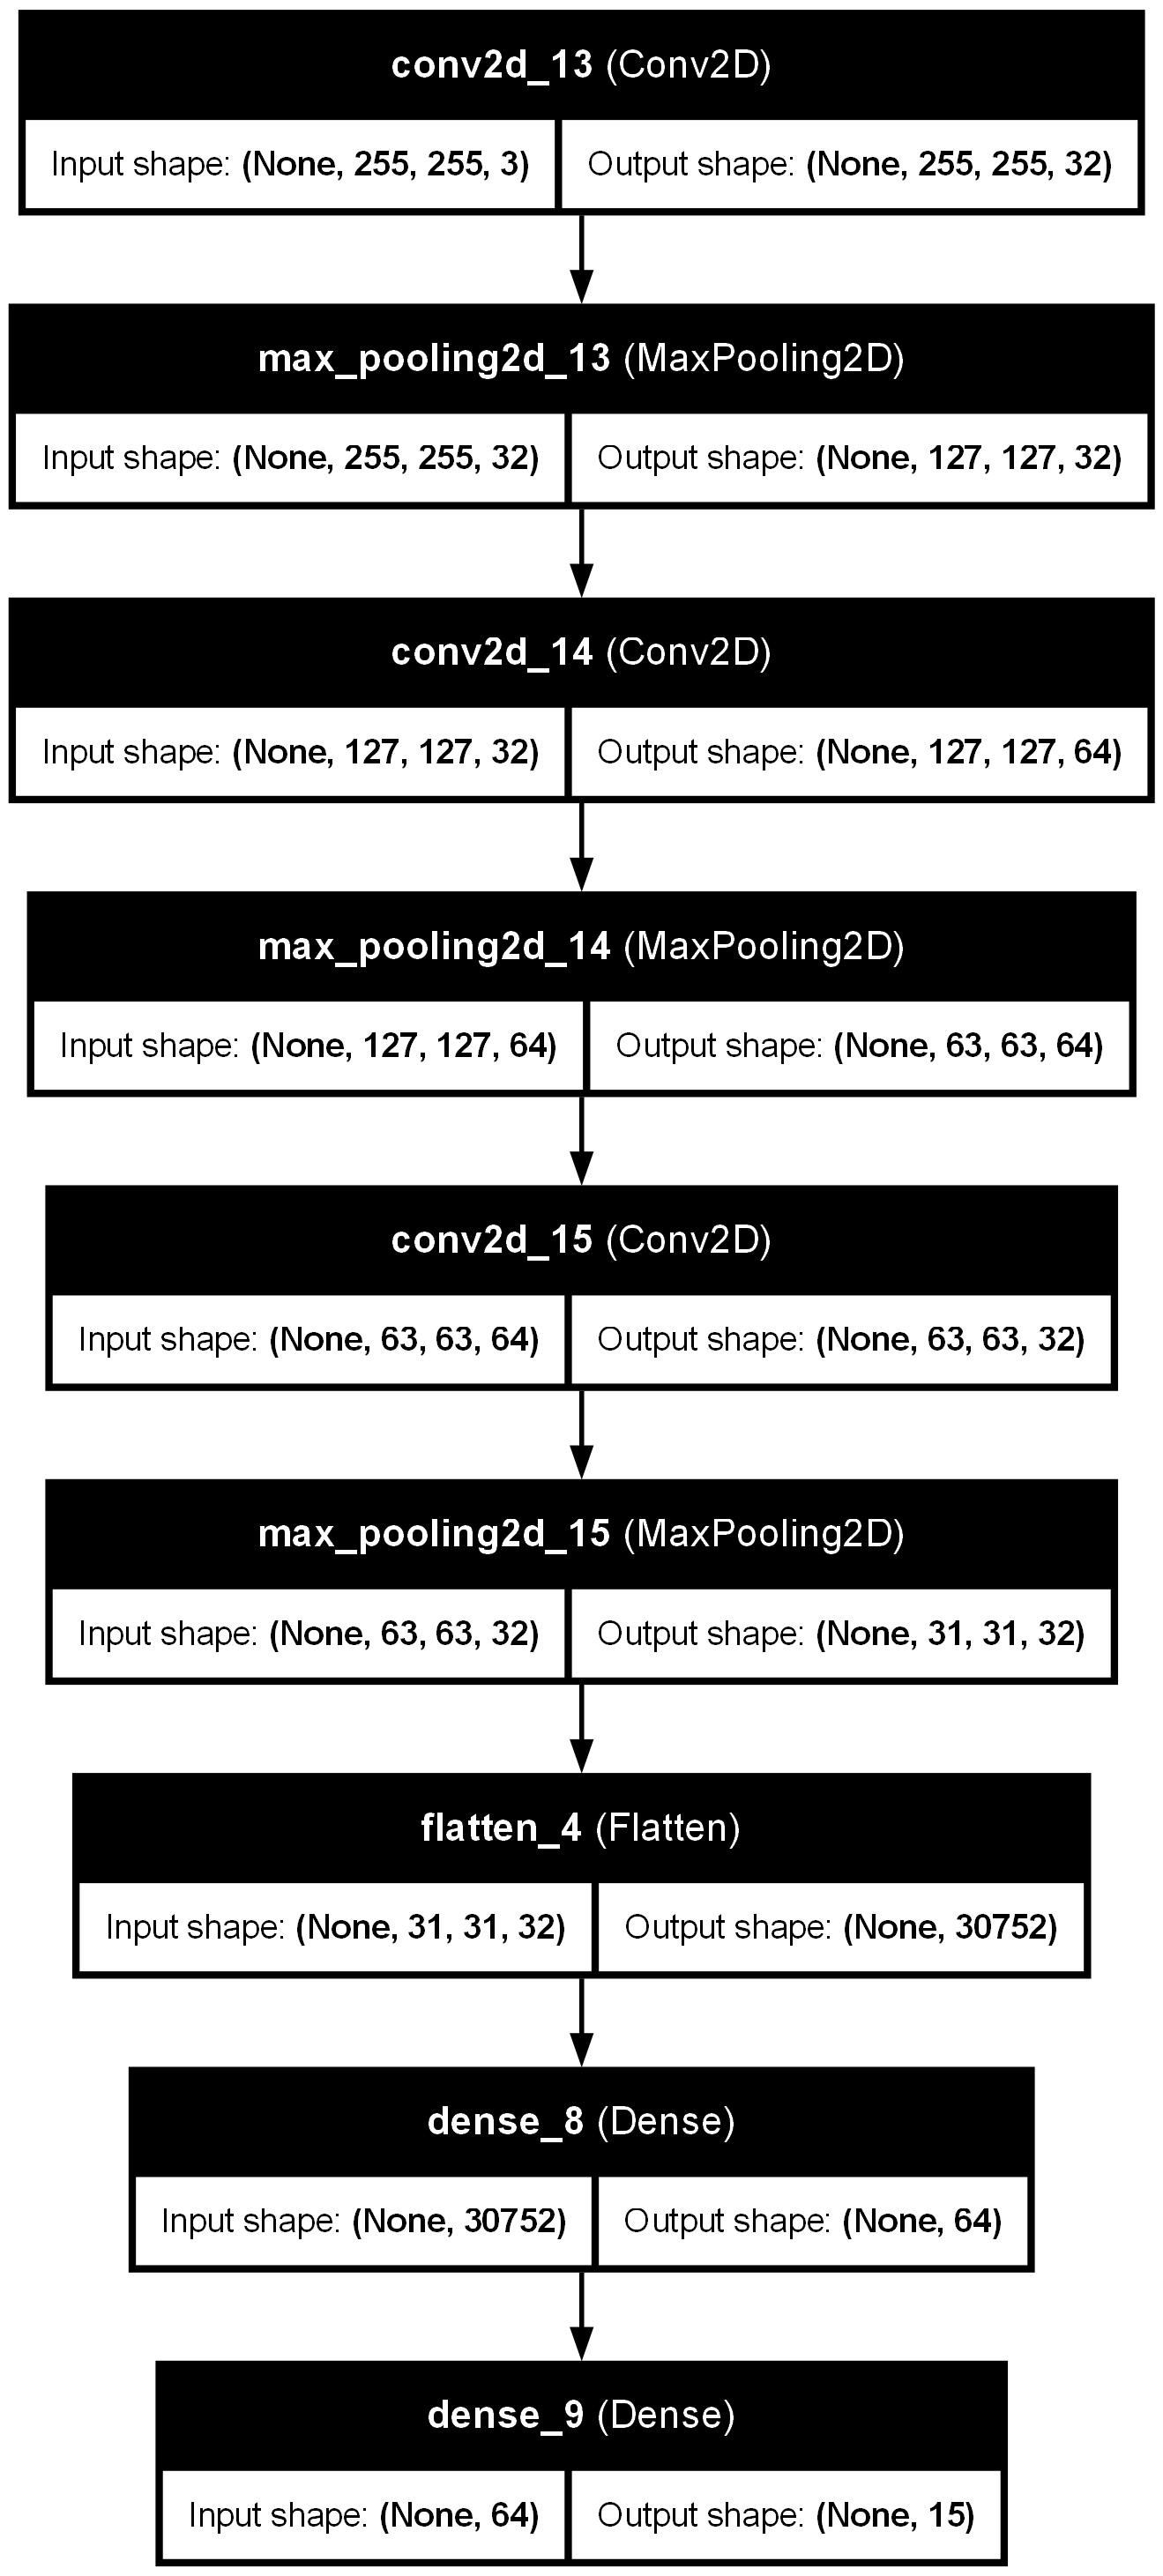 conv2d_13 (Conv2D)
Input shape: (None, 255, 255, 3) Output shape: (None, 255, 255, 32)
max_pooling2d_13 (MaxPooling2D)
Input shape: (None, 255, 255, 32) Output shape: (None, 127, 127, 32)
conv2d_14 (Conv2D)
Input shape: (None, 127, 127, 32) Output shape: (None, 127, 127, 64)
max_pooling2d_14 (MaxPooling2D)
Input shape: (None, 127, 127, 64) Output shape: (None, 63, 63, 64)
conv2d_15 (Conv2D)
Input shape: (None, 63, 63, 64) Output shape: (None, 63, 63, 32)
max_pooling2d_15 (MaxPooling2D)
Input shape: (None, 63, 63, 32) Output shape: (None, 31, 31, 32)
flatten_4 (Flatten)
Input shape: (None, 31, 31, 32) Output shape: (None, 30752)
dense_8 (Dense)
Input shape: (None, 30752) Output shape: (None, 64)
dense_9 (Dense)
Input shape: (None, 64) Output shape: (None, 15)